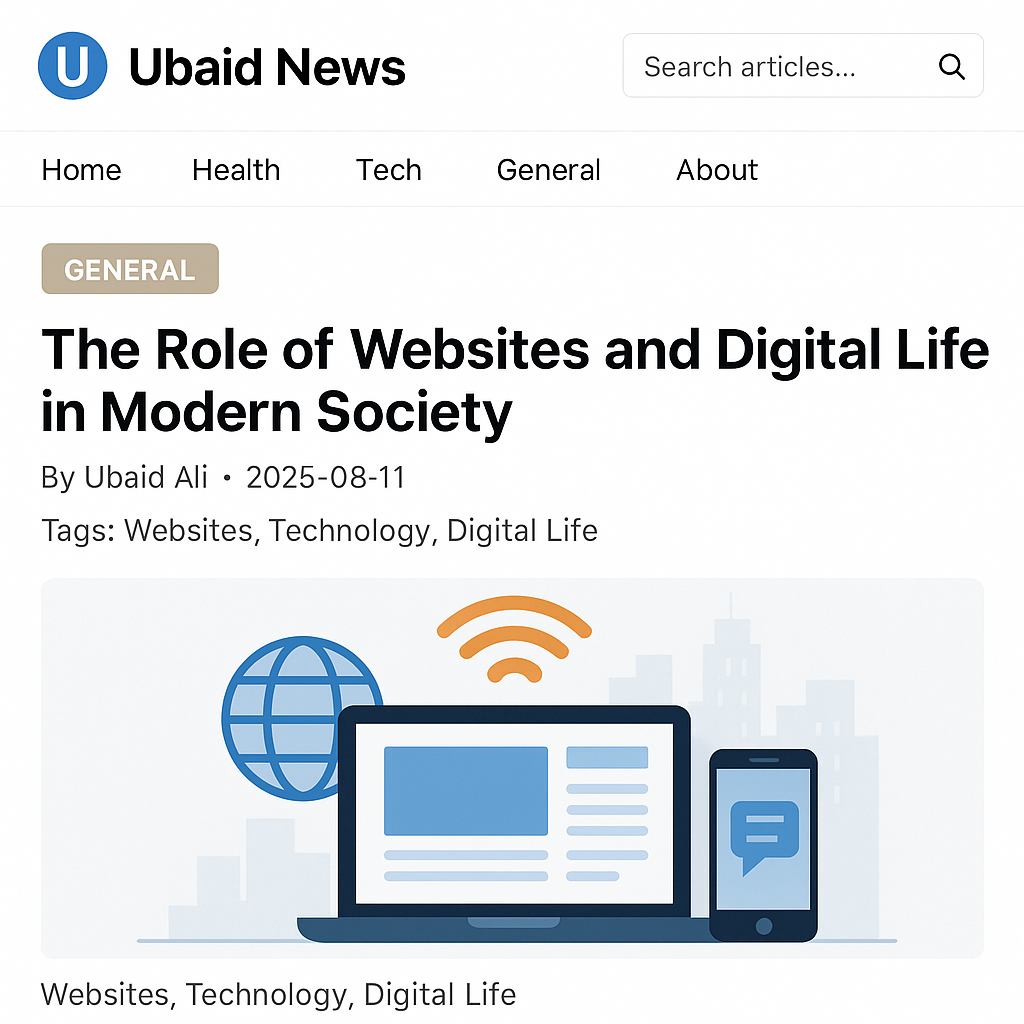 U Ubaid News
Search articles...
Home Health Tech General About
GENERAL
The Role of Websites and Digital Life
in Modern Society
By Ubaid Ali • 2025-08-11
Tags: Websites, Technology, Digital Life
Websites, Technology, Digital Life